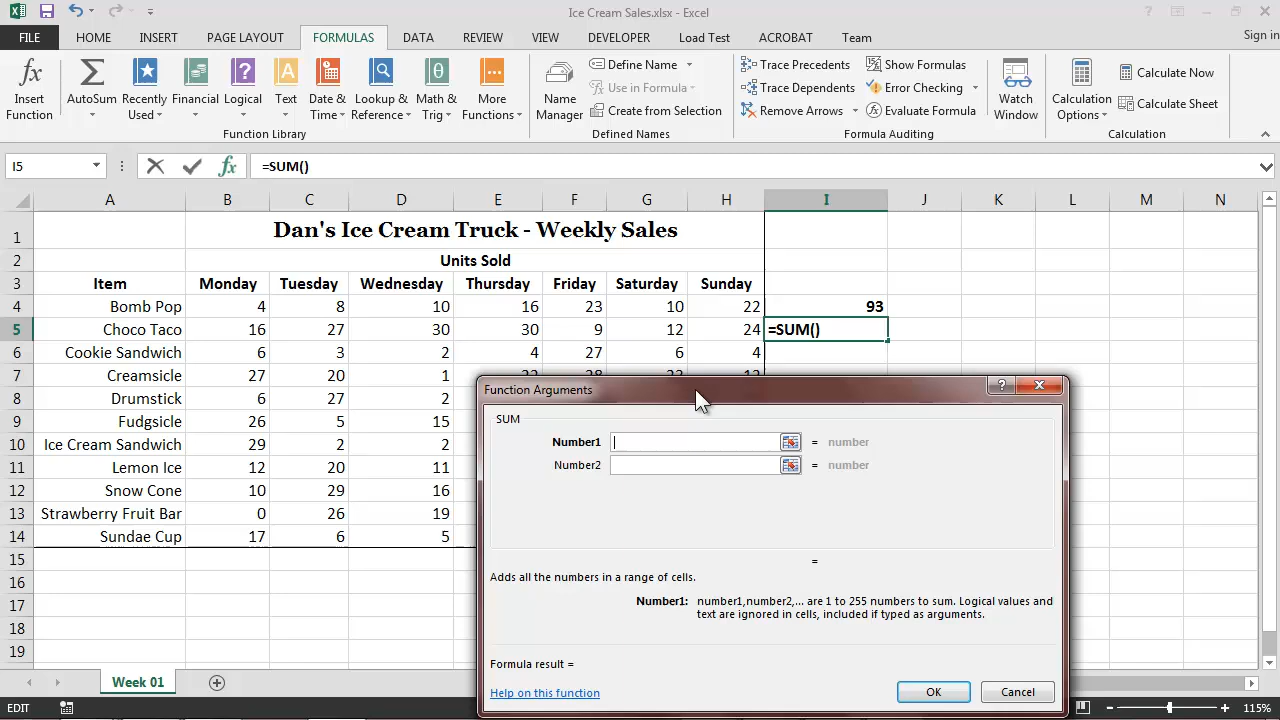 Ice Cream Sales.xlsx - Excel
FILE HOME INSERT PAGE LAYOUT FORMULAS DATA REVIEW VIEW DEVELOPER Load Test ACROBAT Team Sign in
Insert Function
AutoSum
Recently Used
Financial
Logical
Text
Date & Time
Lookup & Reference
Math & Trig
More Functions
Function Library
Name Manager
Define Name
Use in Formula
Create from Selection
Defined Names
Trace Precedents
Trace Dependents
Remove Arrows
Show Formulas
Error Checking
Evaluate Formula
Formula Auditing
Watch Window
Calculation Options
Calculate Now
Calculate Sheet
Calculation
I5 fx =SUM()
A B C D E F G H I J K L M N
1 Dan's Ice Cream Truck - Weekly Sales
2 Units Sold
3 Item Monday Tuesday Wednesday Thursday Friday Saturday Sunday
4 Bomb Pop 4 8 10 16 23 10 22 93
5 Choco Taco 16 27 30 30 9 12 24 =SUM()
6 Cookie Sandwich 6 3 2 4 27 6 4
7 Creamsicle 27 20 1
8 Drumstick 6 27 2
9 Fudgsicle 26 5 15
10 Ice Cream Sandwich 29 2 2
11 Lemon Ice 12 20 11
12 Snow Cone 10 29 16
13 Strawberry Fruit Bar 0 26 19
14 Sundae Cup 17 6 5
15
16
17
18
19
Function Arguments
SUM
Number1 = number
Number2 = number
=
Adds all the numbers in a range of cells.
Number1: number1,number2,... are 1 to 255 numbers to sum. Logical values and
text are ignored in cells, included if typed as arguments.
Formula result =
Help on this function OK Cancel
Week 01
EDIT 115%